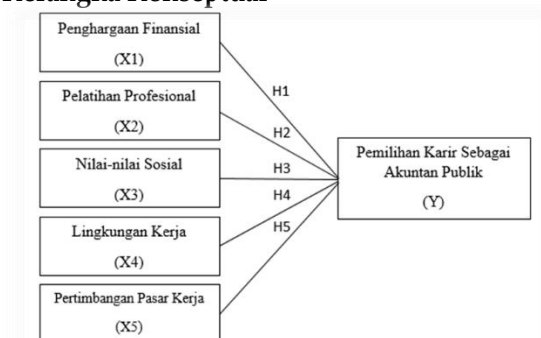 Kerangka Konseptual
Penghargaan Finansial
(X1)
Pelatihan Profesional
(X2)
Nilai-nilai Sosial
(X3)
Lingkungan Kerja
(X4)
Pertimbangan Pasar Kerja
(X5)
H1
H2
H3
H4
H5
Pemilihan Karir Sebagai
Akuntan Publik
(Y)